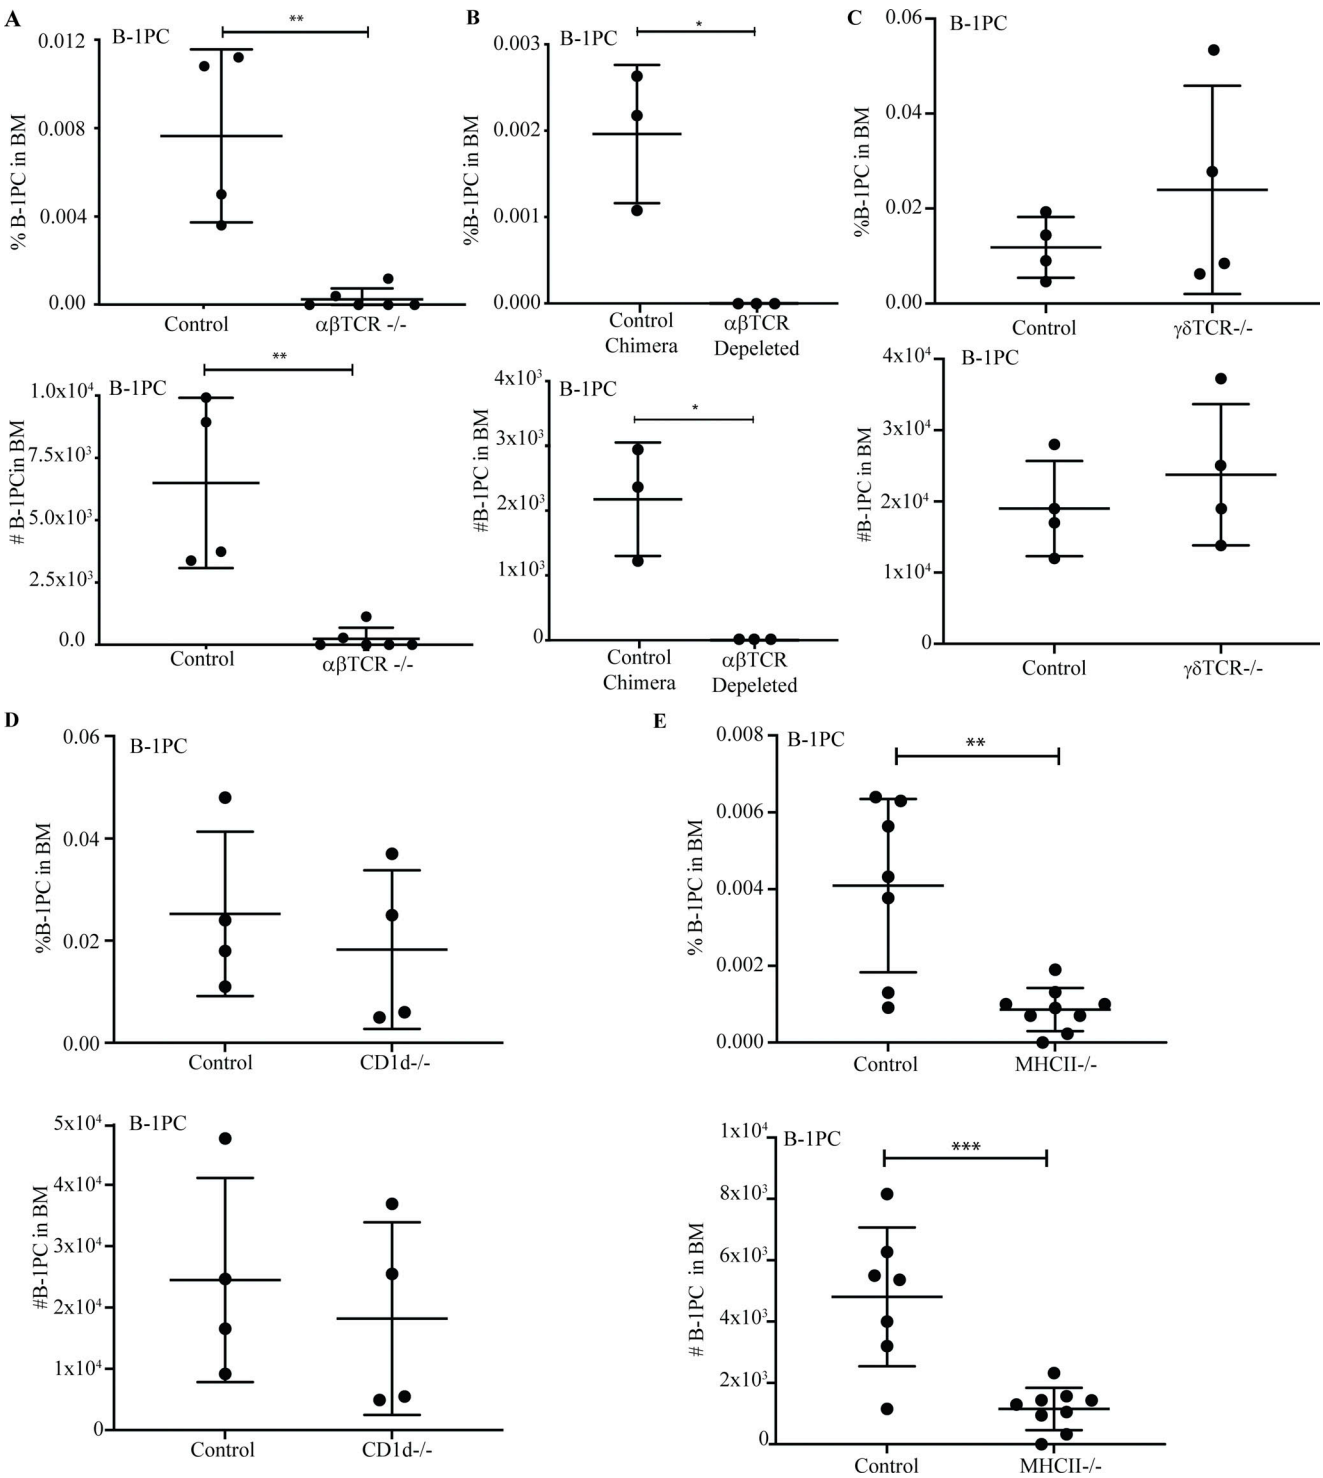 A
B-1PC
**
0.012
0.008
0.004
0.00
% B-1PC in BM
Control
αβTCR -/-
B-1PC
**
1.0x10⁴
7.5x10³
5.0x10³
2.5x10³
0.0
# B-1PCin BM
Control
αβTCR -/-
B
B-1PC
*
0.003
0.002
0.001
0.000
%B-1PC in BM
Control
Chimera
αβTCR
Depeleted
B-1PC
*
4x10³
3x10³
2x10³
1x10³
0
#B-1PC in BM
Control
Chimera
αβTCR
Depeleted
C
B-1PC
0.06
0.04
0.02
0.00
%B-1PC in BM
Control
γδTCR-/-
B-1PC
4x10⁴
3x10⁴
2x10⁴
1x10⁴
0
#B-1PC in BM
Control
γδTCR-/-
D
B-1PC
0.06
0.04
0.02
0.00
%B-1PC in BM
Control
CD1d-/-
B-1PC
5x10⁴
4x10⁴
3x10⁴
2x10⁴
1x10⁴
0
#B-1PC in BM
Control
CD1d-/-
E
B-1PC
**
0.008
0.006
0.004
0.002
0.000
% B-1PC in BM
Control
MHCII-/-
B-1PC
***
1x10⁴
8x10³
6x10³
4x10³
2x10³
0
# B-1PC in BM
Control
MHCII-/-